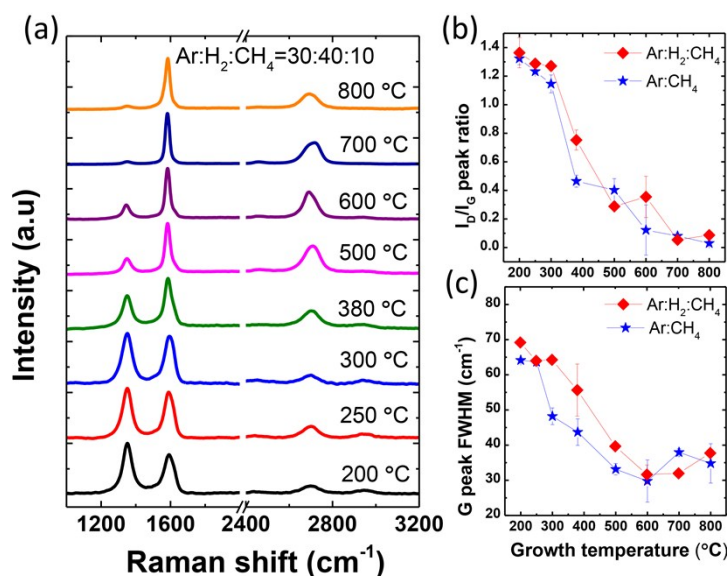 (a)
Ar:H₂:CH₄=30:40:10
800 °C
700 °C
600 °C
500 °C
380 °C
300 °C
250 °C
200 °C
Intensity (a.u)
1200 1600 2400 2800 3200
Raman shift (cm⁻¹)
(b)
1.4
1.2
1.0
0.8
0.6
0.4
0.2
0.0
I_D/I_G peak ratio
Ar:H₂:CH₄
Ar:CH₄
200 300 400 500 600 700 800
(c)
80
70
60
50
40
30
20
10
0
G peak FWHM (cm⁻¹)
Ar:H₂:CH₄
Ar:CH₄
200 300 400 500 600 700 800
Growth temperature (°C)